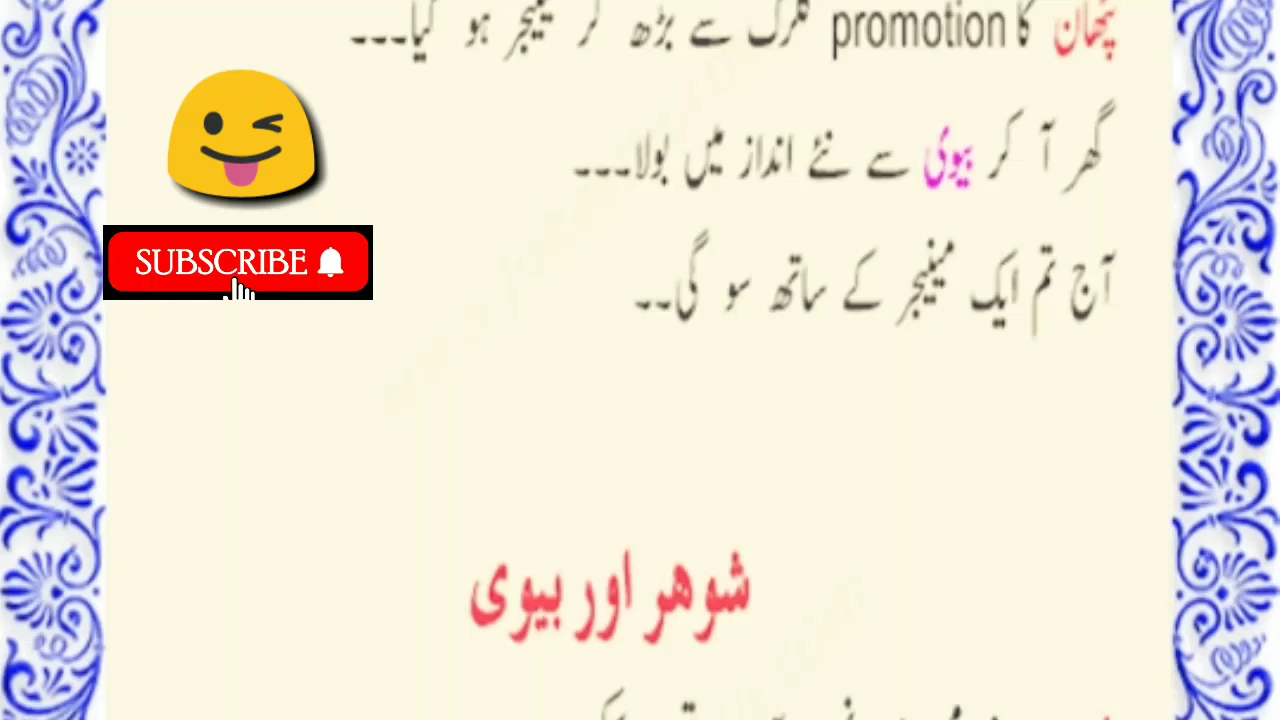 پٹھان کا promotion کلرک سے بڑھ کر مینیجر ہو گیا۔۔۔
گھر آ کر بیوی سے نئے انداز میں بولا۔۔۔
SUBSCRIBE
آج تم ایک مینیجر کے ساتھ سو گی۔۔
شوهر اور بیوی